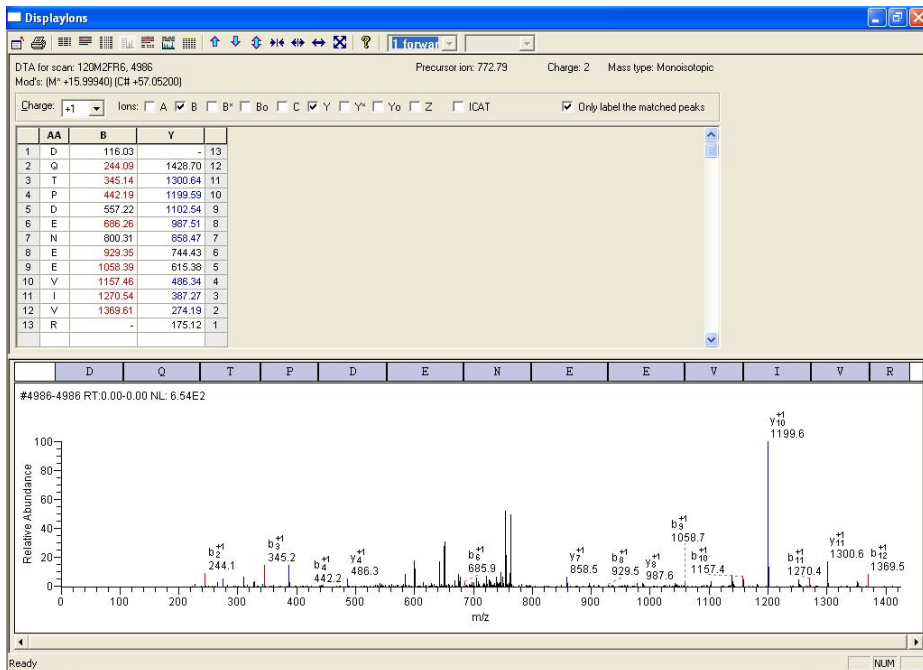 DisplayIons
1 forwar
DTA for scan: 120M2FR6, 4986 Precursor ion: 772.79 Charge: 2 Mass type: Monoisotopic
Mod's: (M* +15.99940) (C# +57.05200)
Charge: +1 Ions: A B B* Bo C Y Y* Yo Z ICAT Only label the matched peaks
AA B Y
1 D 116.03 - 13
2 Q 244.09 1428.70 12
3 T 345.14 1300.64 11
4 P 442.19 1199.59 10
5 D 557.22 1102.54 9
6 E 686.26 987.51 8
7 N 800.31 858.47 7
8 E 929.35 744.43 6
9 E 1058.39 615.38 5
10 V 1157.46 486.34 4
11 I 1270.54 387.27 3
12 V 1369.61 274.19 2
13 R - 175.12 1
D Q T P D E N E E V I V R
#4986-4986 RT:0.00-0.00 NL: 6.54E2
Relative Abundance
100
80
60
40
20
0
b2+1
244.1
b3+1
345.2
b4+1
442.2
y4+1
486.3
b6+1
685.9
y7+1
858.5
b8+1
929.5
y8+1
987.6
b9+1
1058.7
b10+1
1157.4
y10+1
1199.6
b11+1
1270.4
y11+1
1300.6
b12+1
1369.5
0 100 200 300 400 500 600 700 800 900 1000 1100 1200 1300 1400
m/z
Ready NUM